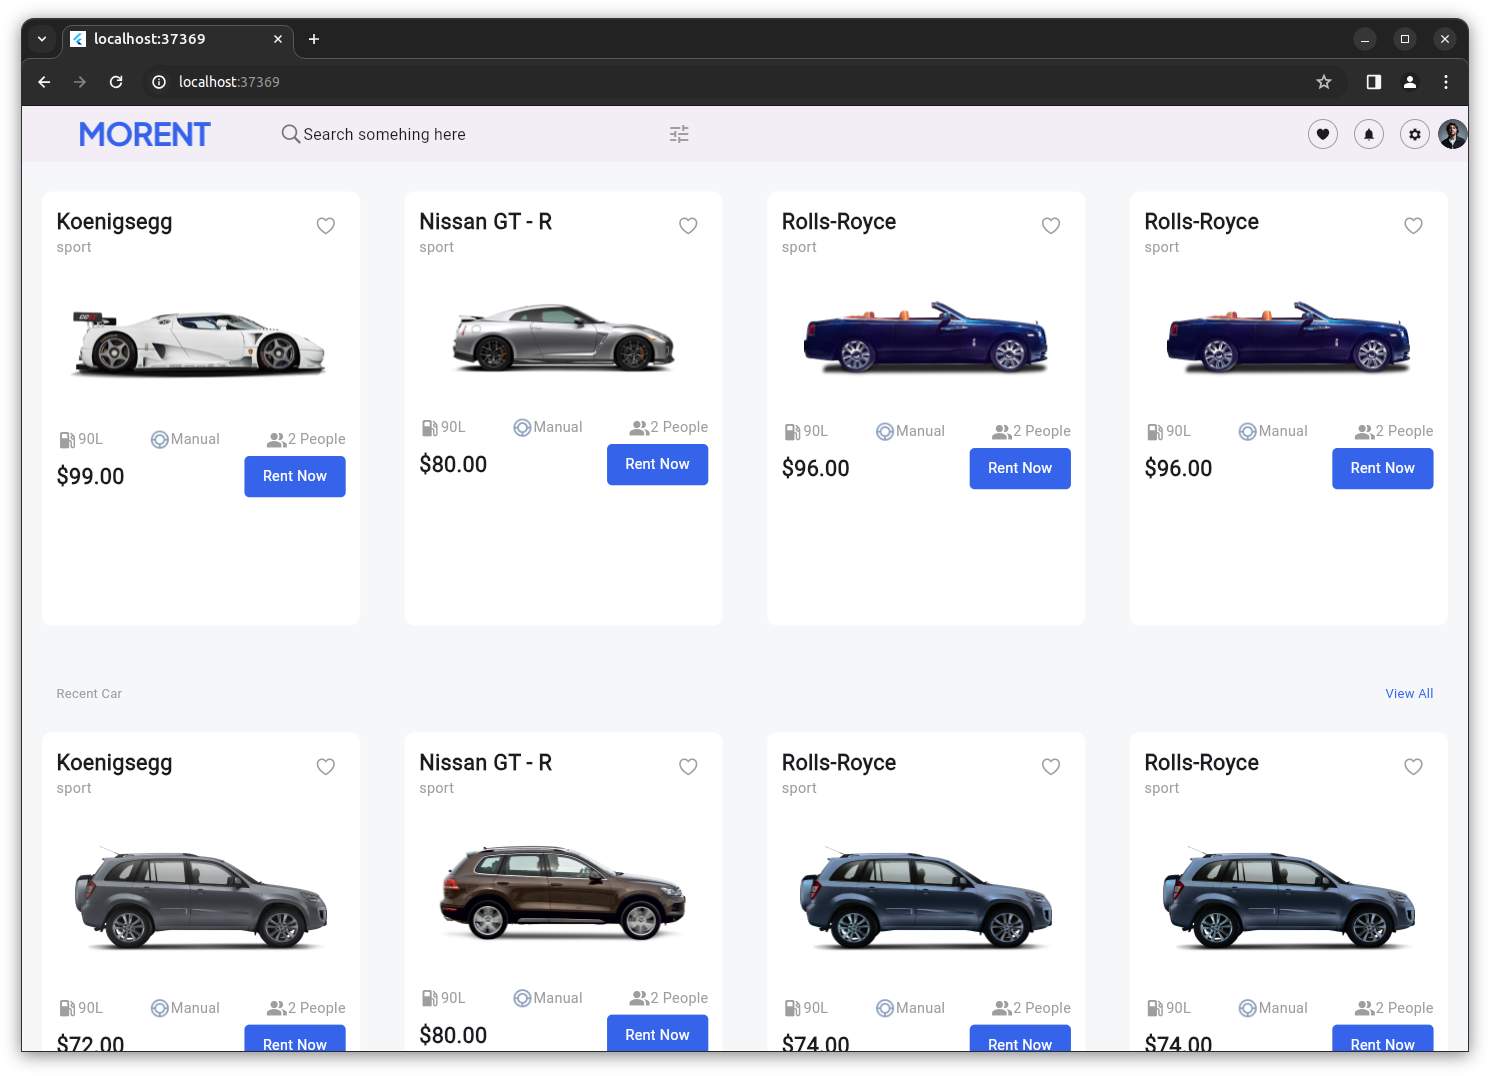 localhost:37369
localhost:37369
MORENT
Search somehing here
Koenigsegg
sport
90L Manual 2 People
$99.00 Rent Now
Nissan GT - R
sport
90L Manual 2 People
$80.00 Rent Now
Rolls-Royce
sport
90L Manual 2 People
$96.00 Rent Now
Rolls-Royce
sport
90L Manual 2 People
$96.00 Rent Now
Recent Car View All
Koenigsegg
sport
90L Manual 2 People
$72.00 Rent Now
Nissan GT - R
sport
90L Manual 2 People
$80.00 Rent Now
Rolls-Royce
sport
90L Manual 2 People
$74.00 Rent Now
Rolls-Royce
sport
90L Manual 2 People
$74.00 Rent Now